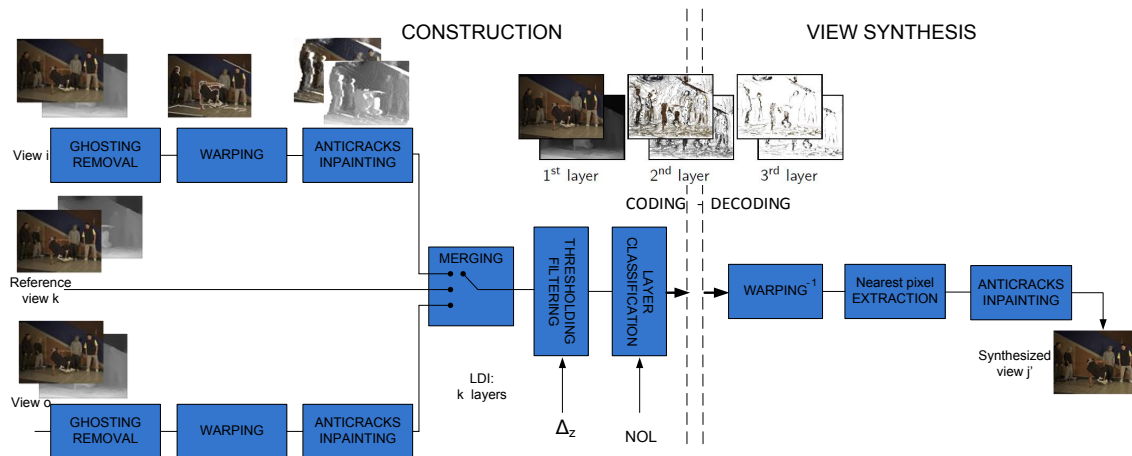 CONSTRUCTION
VIEW SYNTHESIS
1st layer
2nd layer
3rd layer
View i
GHOSTING
REMOVAL
WARPING
ANTICRACKS
INPAINTING
CODING - DECODING
Reference
view k
MERGING
THRESHOLDING
FILTERING
LAYER
CLASSIFICATION
WARPING-1
Nearest pixel
EXTRACTION
ANTICRACKS
INPAINTING
Synthesized
view j'
LDI:
k layers
View o
GHOSTING
REMOVAL
WARPING
ANTICRACKS
INPAINTING
Δz
NOL